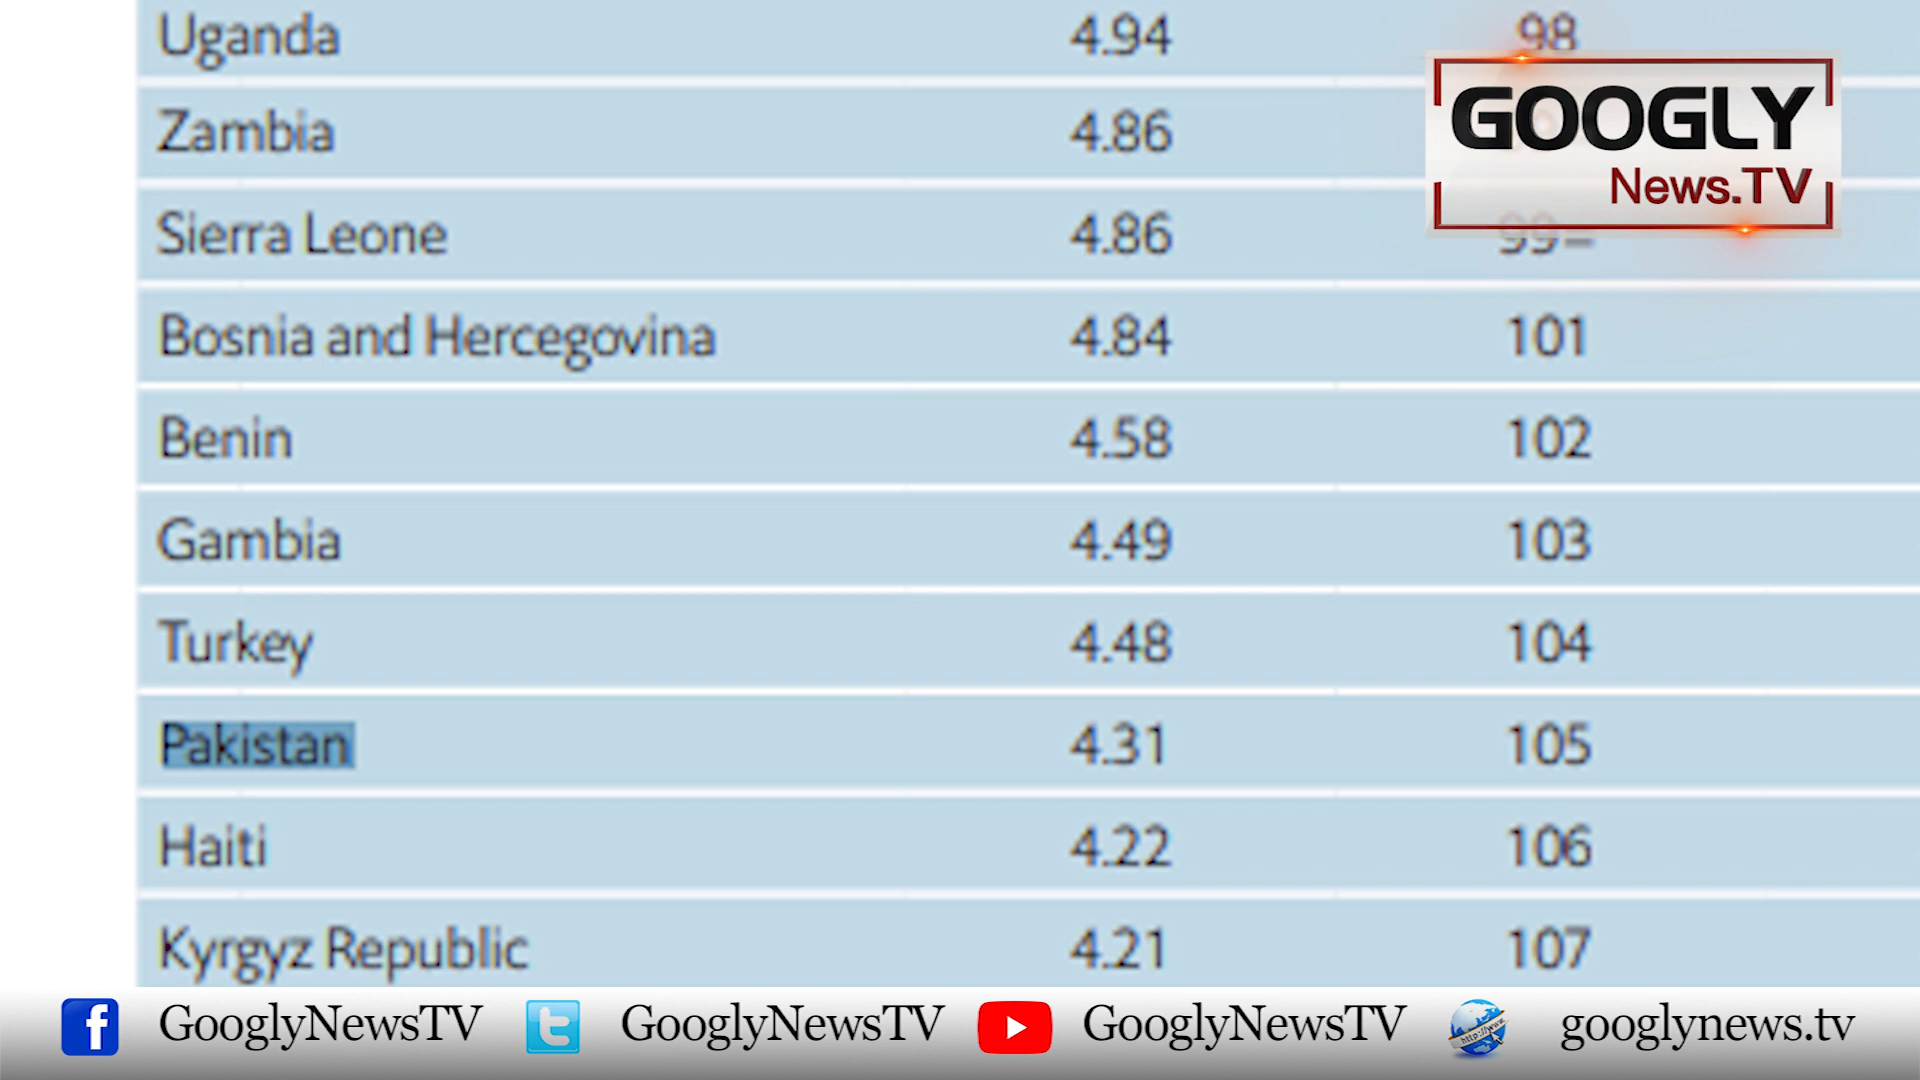 Uganda 4.94 98
Zambia 4.86
Sierra Leone 4.86 99=
Bosnia and Hercegovina 4.84 101
Benin 4.58 102
Gambia 4.49 103
Turkey 4.48 104
Pakistan 4.31 105
Haiti 4.22 106
Kyrgyz Republic 4.21 107
GOOGLY
News.TV
GooglyNewsTV GooglyNewsTV GooglyNewsTV googlynews.tv